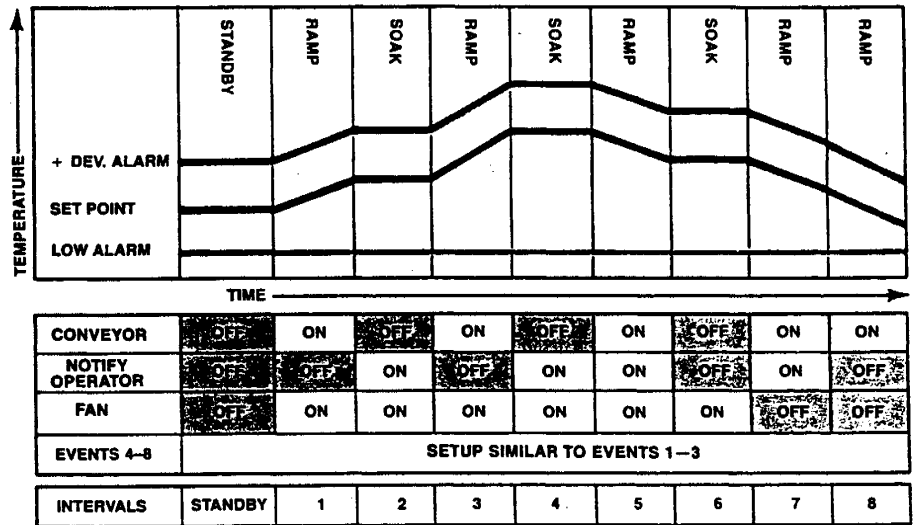 STANDBY RAMP SOAK RAMP SOAK RAMP SOAK RAMP RAMP
TEMPERATURE
+ DEV. ALARM
SET POINT
LOW ALARM
TIME
CONVEYOR OFF ON OFF ON OFF ON OFF ON ON
NOTIFY OPERATOR OFF OFF ON OFF ON ON OFF ON OFF
FAN OFF ON ON ON ON ON ON OFF OFF
EVENTS 4–8 SETUP SIMILAR TO EVENTS 1–3
INTERVALS STANDBY 1 2 3 4 5 6 7 8